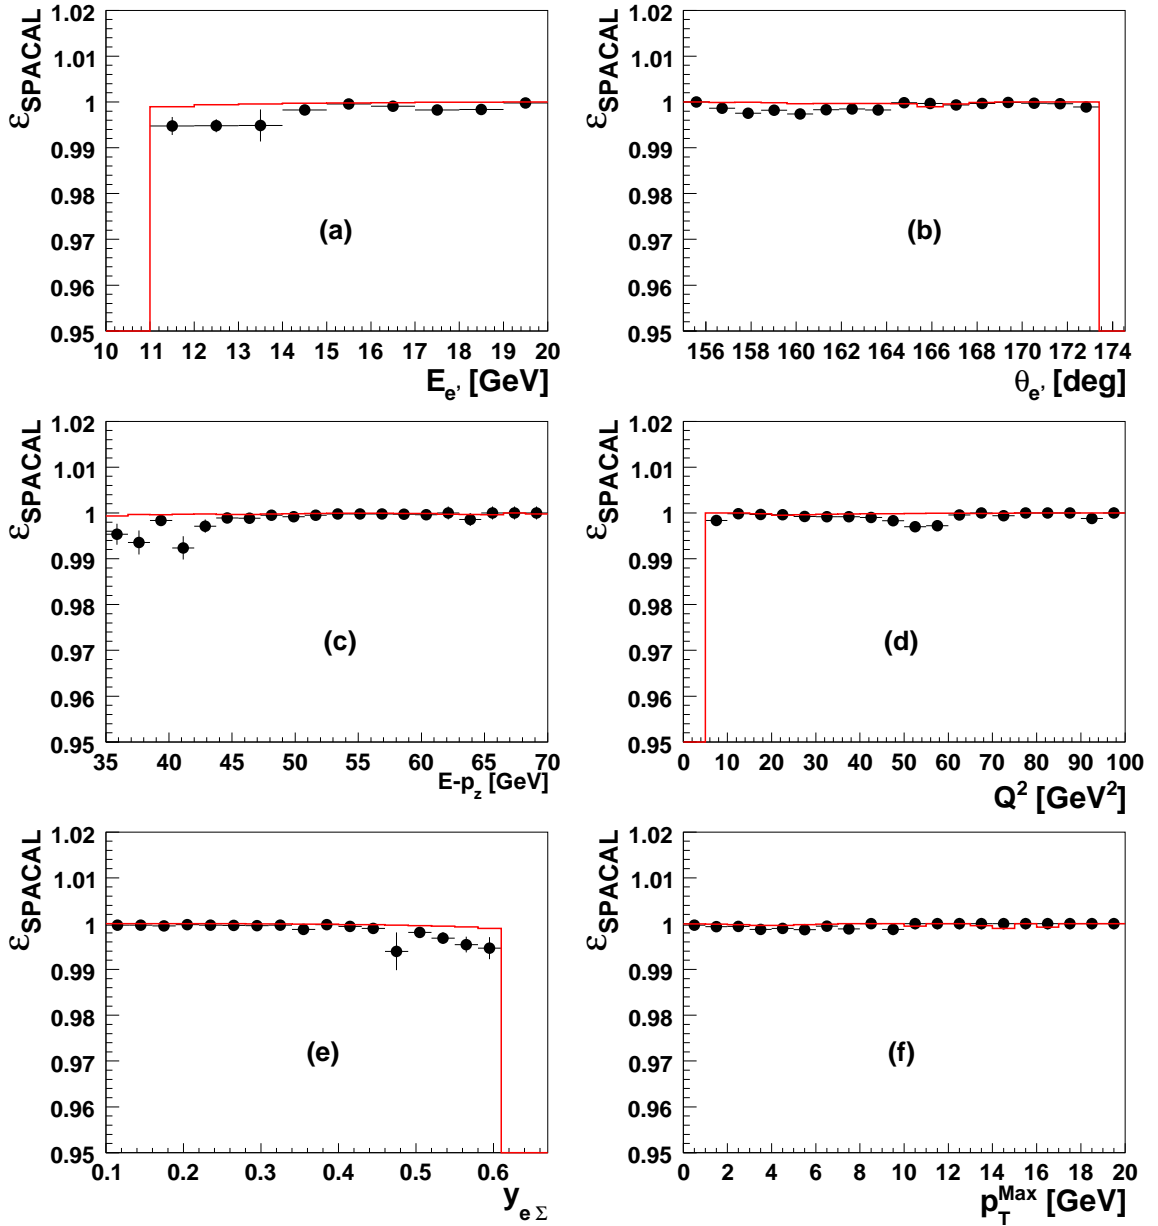 ε_SPACAL
1.02
1.01
1
0.99
0.98
0.97
0.96
0.95
(a)
10 11 12 13 14 15 16 17 18 19 20
E_e' [GeV]
ε_SPACAL
1.02
1.01
1
0.99
0.98
0.97
0.96
0.95
(b)
156 158 160 162 164 166 168 170 172 174
θ_e' [deg]
ε_SPACAL
1.02
1.01
1
0.99
0.98
0.97
0.96
0.95
(c)
35 40 45 50 55 60 65 70
E-p_z [GeV]
ε_SPACAL
1.02
1.01
1
0.99
0.98
0.97
0.96
0.95
(d)
0 10 20 30 40 50 60 70 80 90 100
Q² [GeV²]
ε_SPACAL
1.02
1.01
1
0.99
0.98
0.97
0.96
0.95
(e)
0.1 0.2 0.3 0.4 0.5 0.6
y_eΣ
ε_SPACAL
1.02
1.01
1
0.99
0.98
0.97
0.96
0.95
(f)
0 2 4 6 8 10 12 14 16 18 20
p_T^Max [GeV]